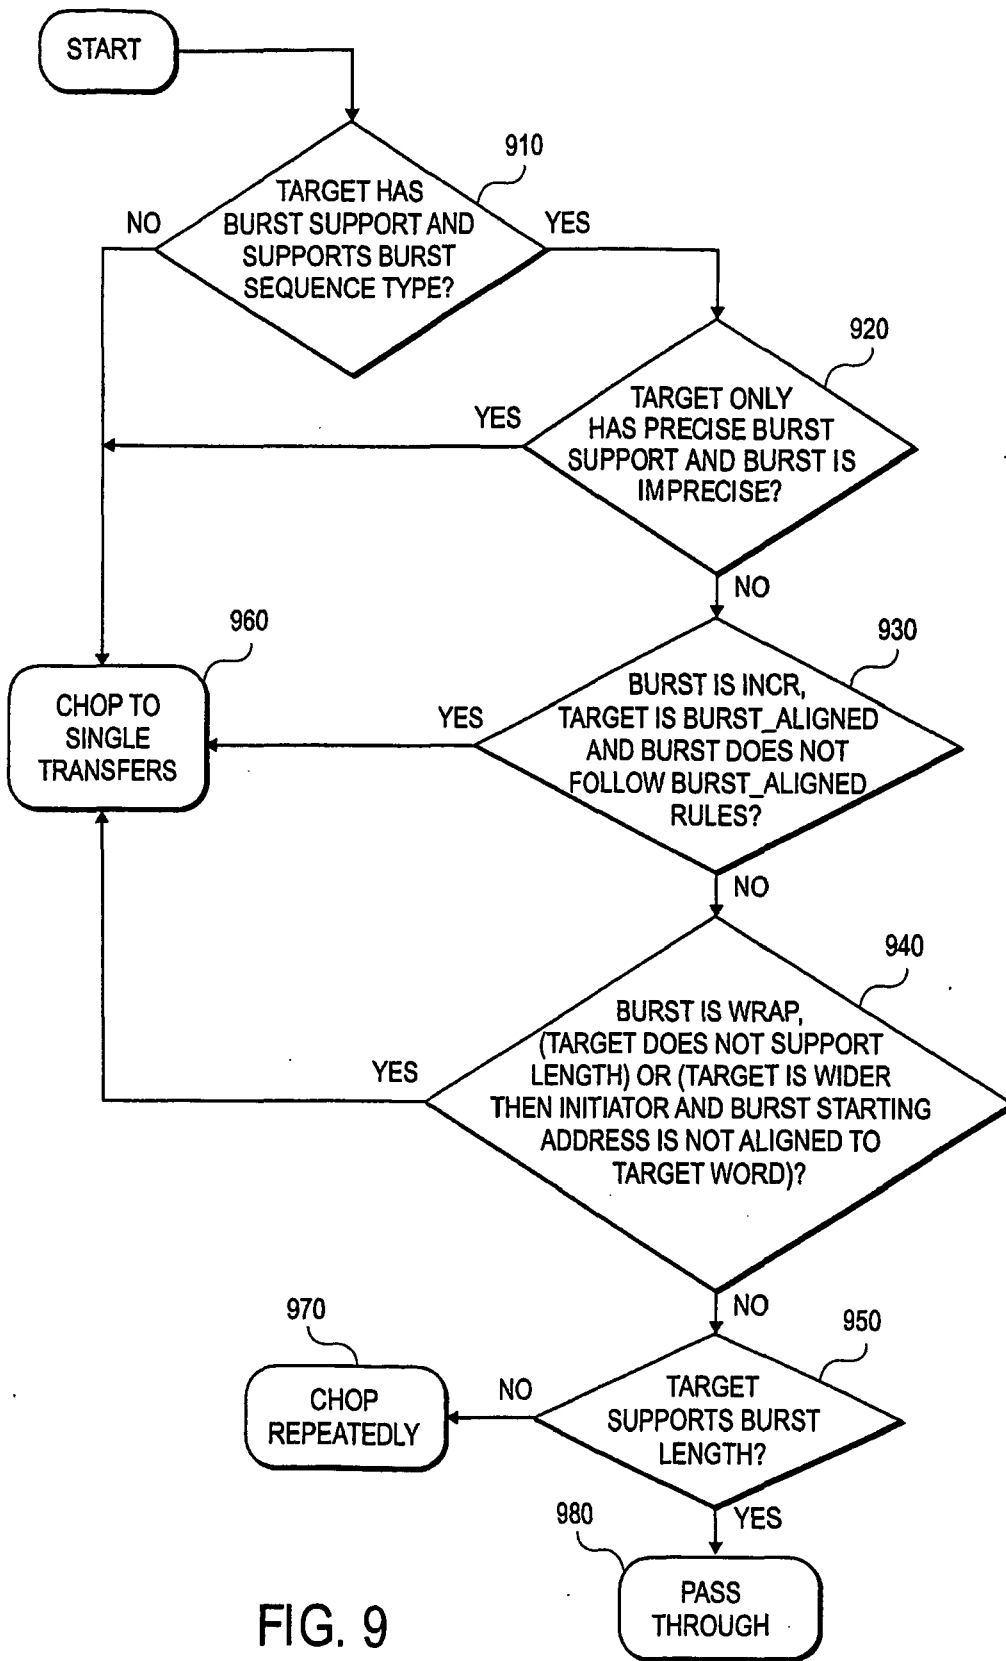 START
910
TARGET HAS
BURST SUPPORT AND
SUPPORTS BURST
SEQUENCE TYPE?
NO
YES
920
TARGET ONLY
HAS PRECISE BURST
SUPPORT AND BURST IS
IMPRECISE?
YES
NO
960
CHOP TO
SINGLE
TRANSFERS
930
BURST IS INCR,
TARGET IS BURST_ALIGNED
AND BURST DOES NOT
FOLLOW BURST_ALIGNED
RULES?
YES
NO
940
BURST IS WRAP,
(TARGET DOES NOT SUPPORT
LENGTH) OR (TARGET IS WIDER
THEN INITIATOR AND BURST STARTING
ADDRESS IS NOT ALIGNED TO
TARGET WORD)?
YES
NO
970
CHOP
REPEATEDLY
950
TARGET
SUPPORTS BURST
LENGTH?
NO
YES
980
PASS
THROUGH
FIG. 9